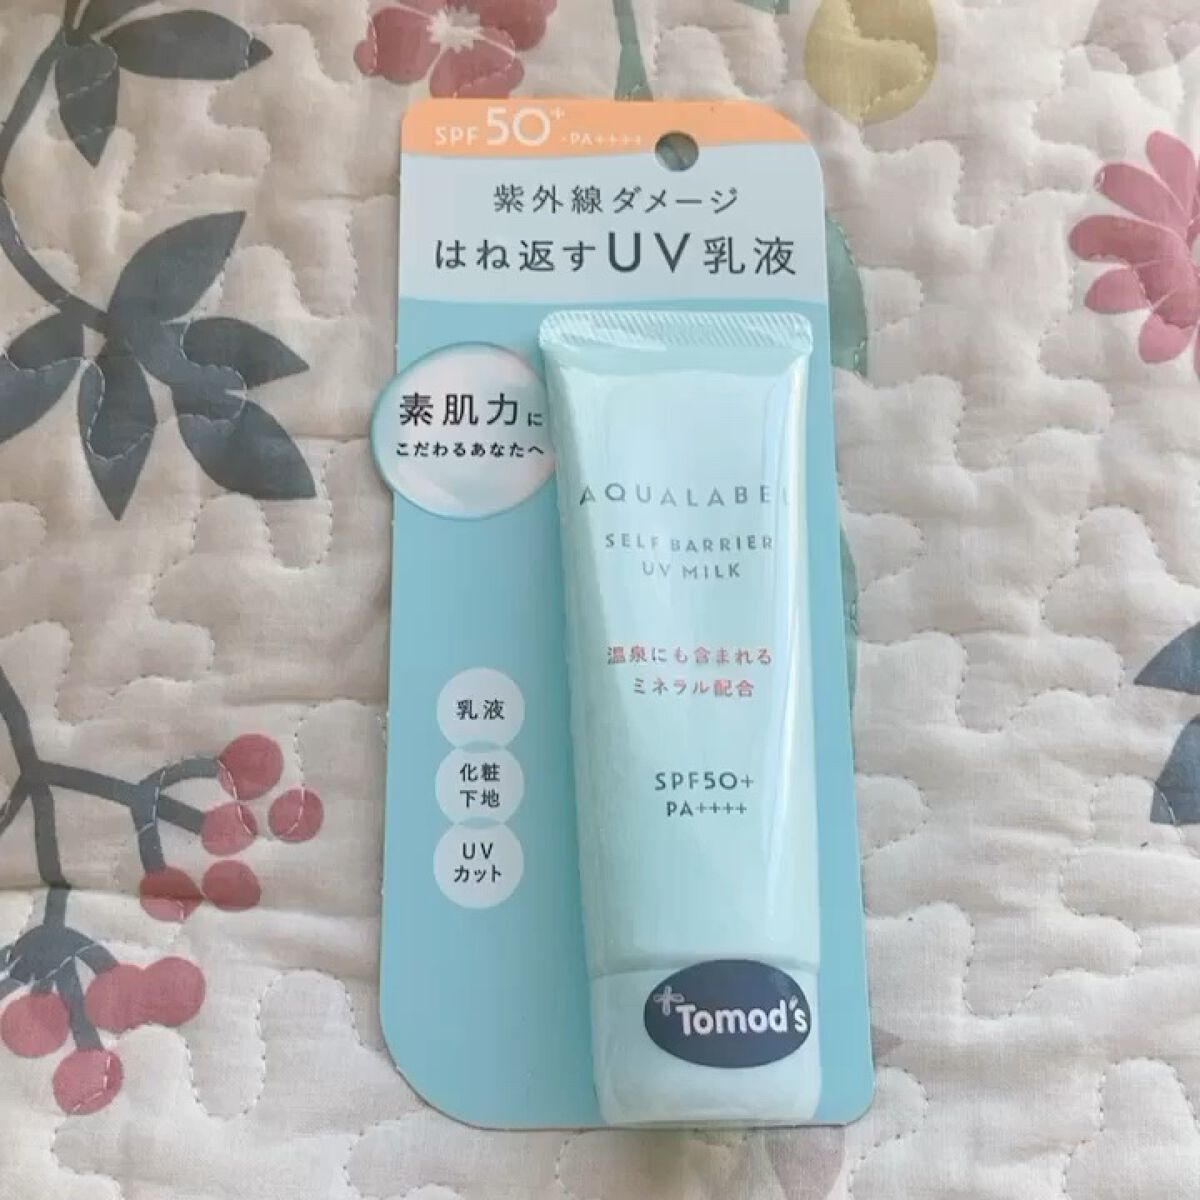 SPF 50+ ・PA++++
紫外線ダメージ
はね返すUV乳液
素肌力に
こだわるあなたへ
AQUALABEL
SELF BARRIER
UV MILK
温泉にも含まれる
ミネラル配合
乳液
化粧
下地
UV
カット
SPF50+
PA++++
Tomod's